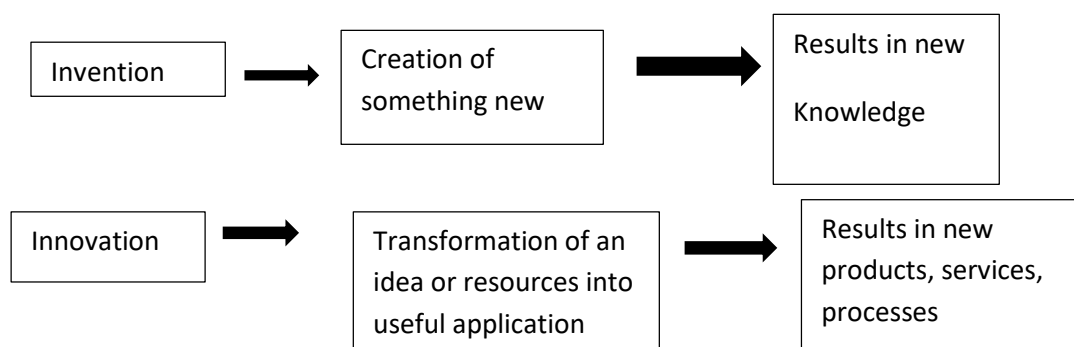 Invention
Creation of
something new
Results in new
Knowledge
Innovation
Transformation of an
idea or resources into
useful application
Results in new
products, services,
processes